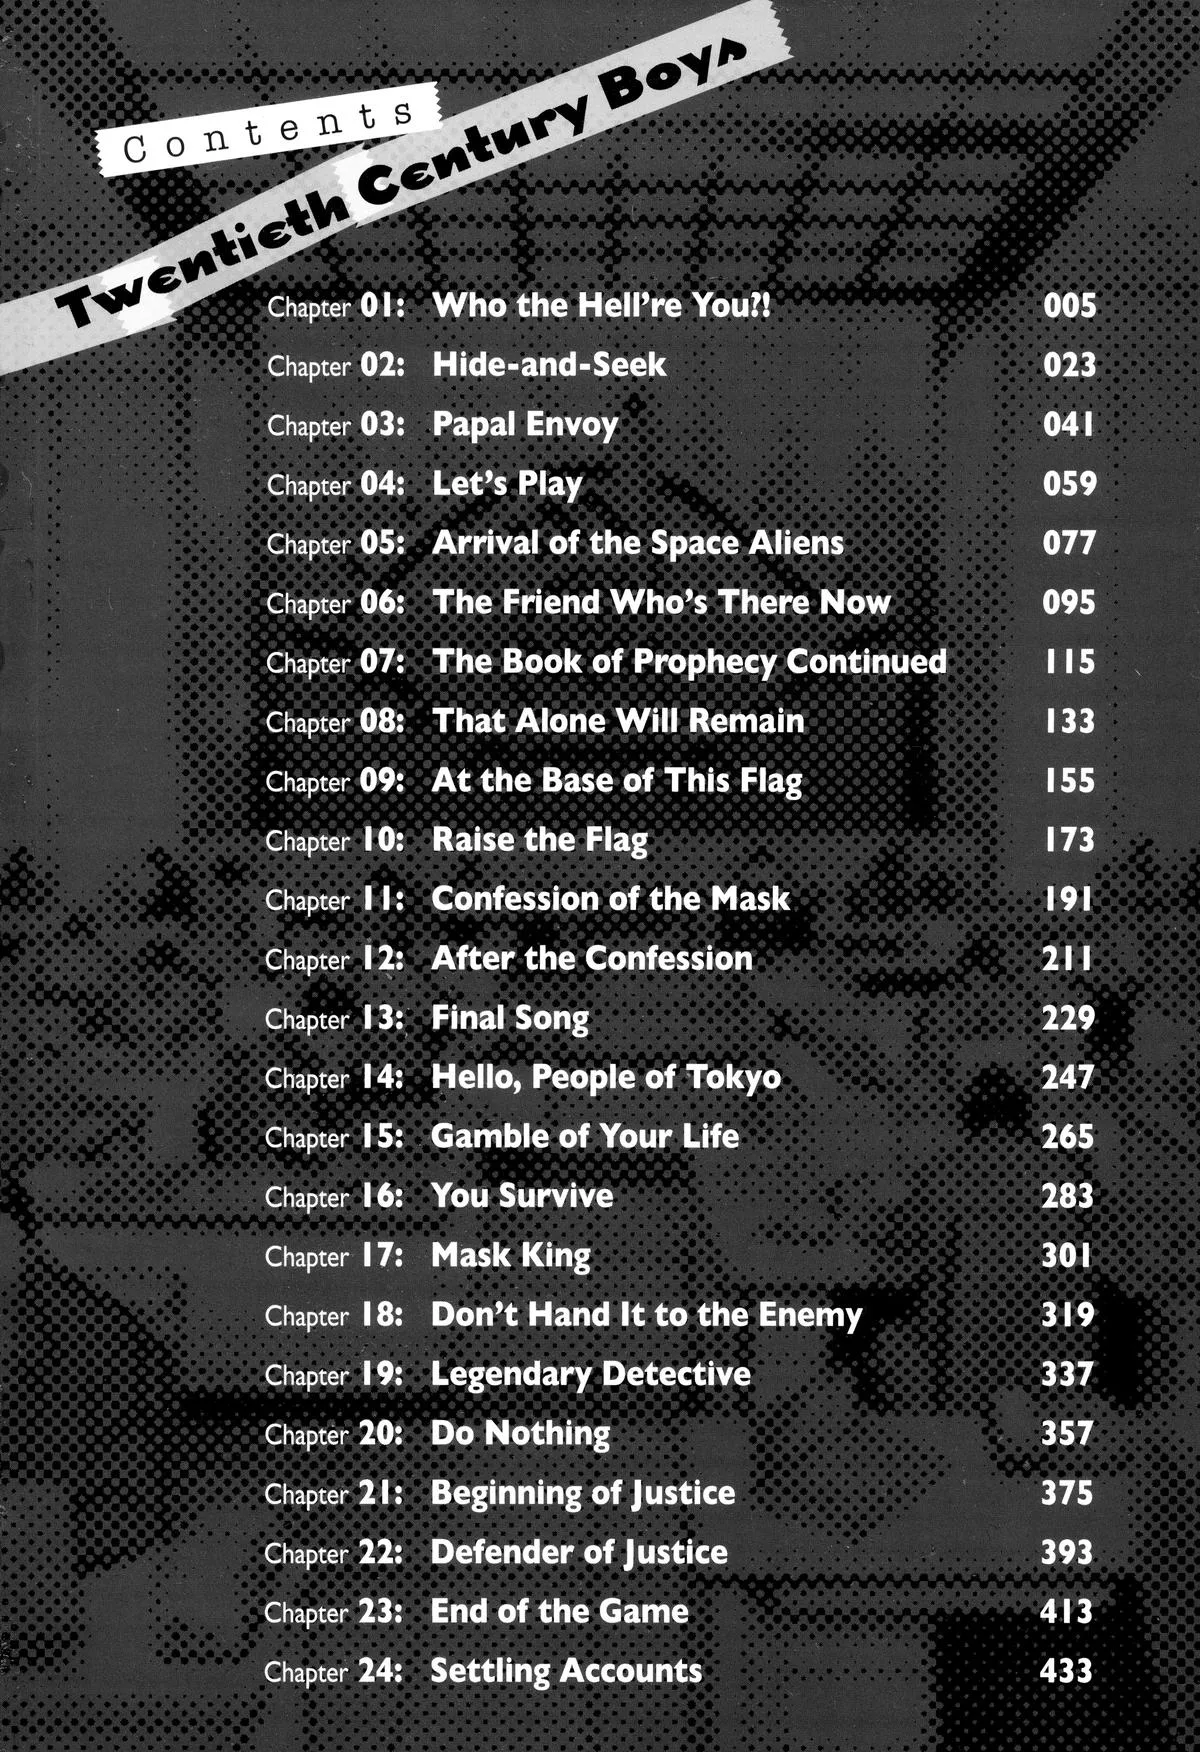 Contents
Twentieth Century Boys
Chapter 01: Who the Hell're You?! 005
Chapter 02: Hide-and-Seek 023
Chapter 03: Papal Envoy 041
Chapter 04: Let's Play 059
Chapter 05: Arrival of the Space Aliens 077
Chapter 06: The Friend Who's There Now 095
Chapter 07: The Book of Prophecy Continued 115
Chapter 08: That Alone Will Remain 133
Chapter 09: At the Base of This Flag 155
Chapter 10: Raise the Flag 173
Chapter 11: Confession of the Mask 191
Chapter 12: After the Confession 211
Chapter 13: Final Song 229
Chapter 14: Hello, People of Tokyo 247
Chapter 15: Gamble of Your Life 265
Chapter 16: You Survive 283
Chapter 17: Mask King 301
Chapter 18: Don't Hand It to the Enemy 319
Chapter 19: Legendary Detective 337
Chapter 20: Do Nothing 357
Chapter 21: Beginning of Justice 375
Chapter 22: Defender of Justice 393
Chapter 23: End of the Game 413
Chapter 24: Settling Accounts 433